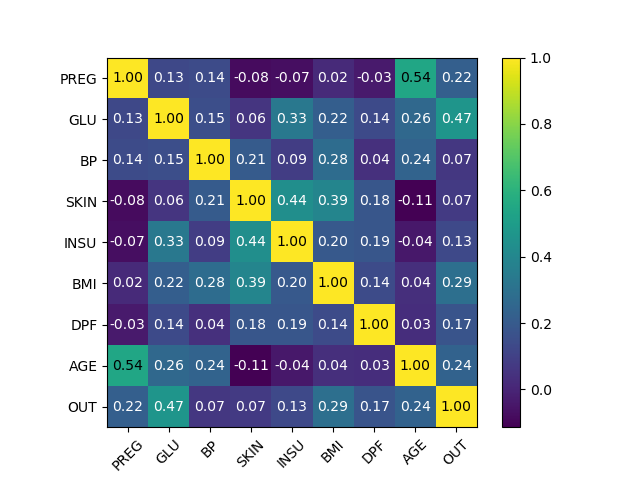 PREG 1.00 0.13 0.14 -0.08 -0.07 0.02 -0.03 0.54 0.22
GLU 0.13 1.00 0.15 0.06 0.33 0.22 0.14 0.26 0.47
BP 0.14 0.15 1.00 0.21 0.09 0.28 0.04 0.24 0.07
SKIN -0.08 0.06 0.21 1.00 0.44 0.39 0.18 -0.11 0.07
INSU -0.07 0.33 0.09 0.44 1.00 0.20 0.19 -0.04 0.13
BMI 0.02 0.22 0.28 0.39 0.20 1.00 0.14 0.04 0.29
DPF -0.03 0.14 0.04 0.18 0.19 0.14 1.00 0.03 0.17
AGE 0.54 0.26 0.24 -0.11 -0.04 0.04 0.03 1.00 0.24
OUT 0.22 0.47 0.07 0.07 0.13 0.29 0.17 0.24 1.00
PREG GLU BP SKIN INSU BMI DPF AGE OUT
1.0
0.8
0.6
0.4
0.2
0.0